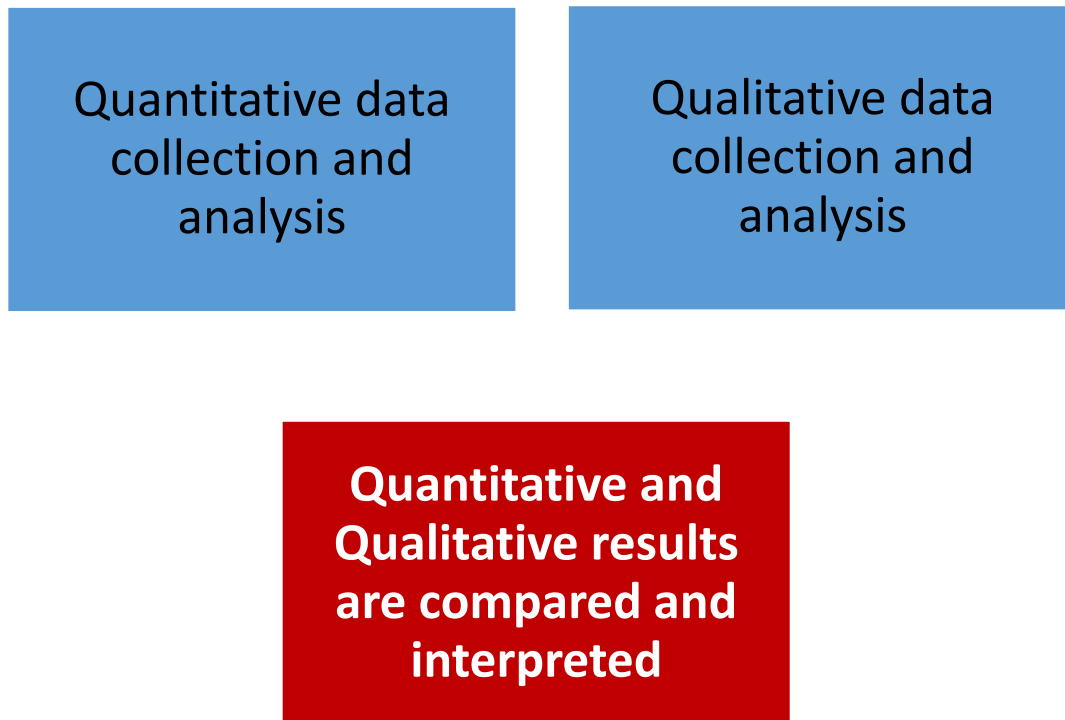 Quantitative data
collection and
analysis
Qualitative data
collection and
analysis
Quantitative and
Qualitative results
are compared and
interpreted